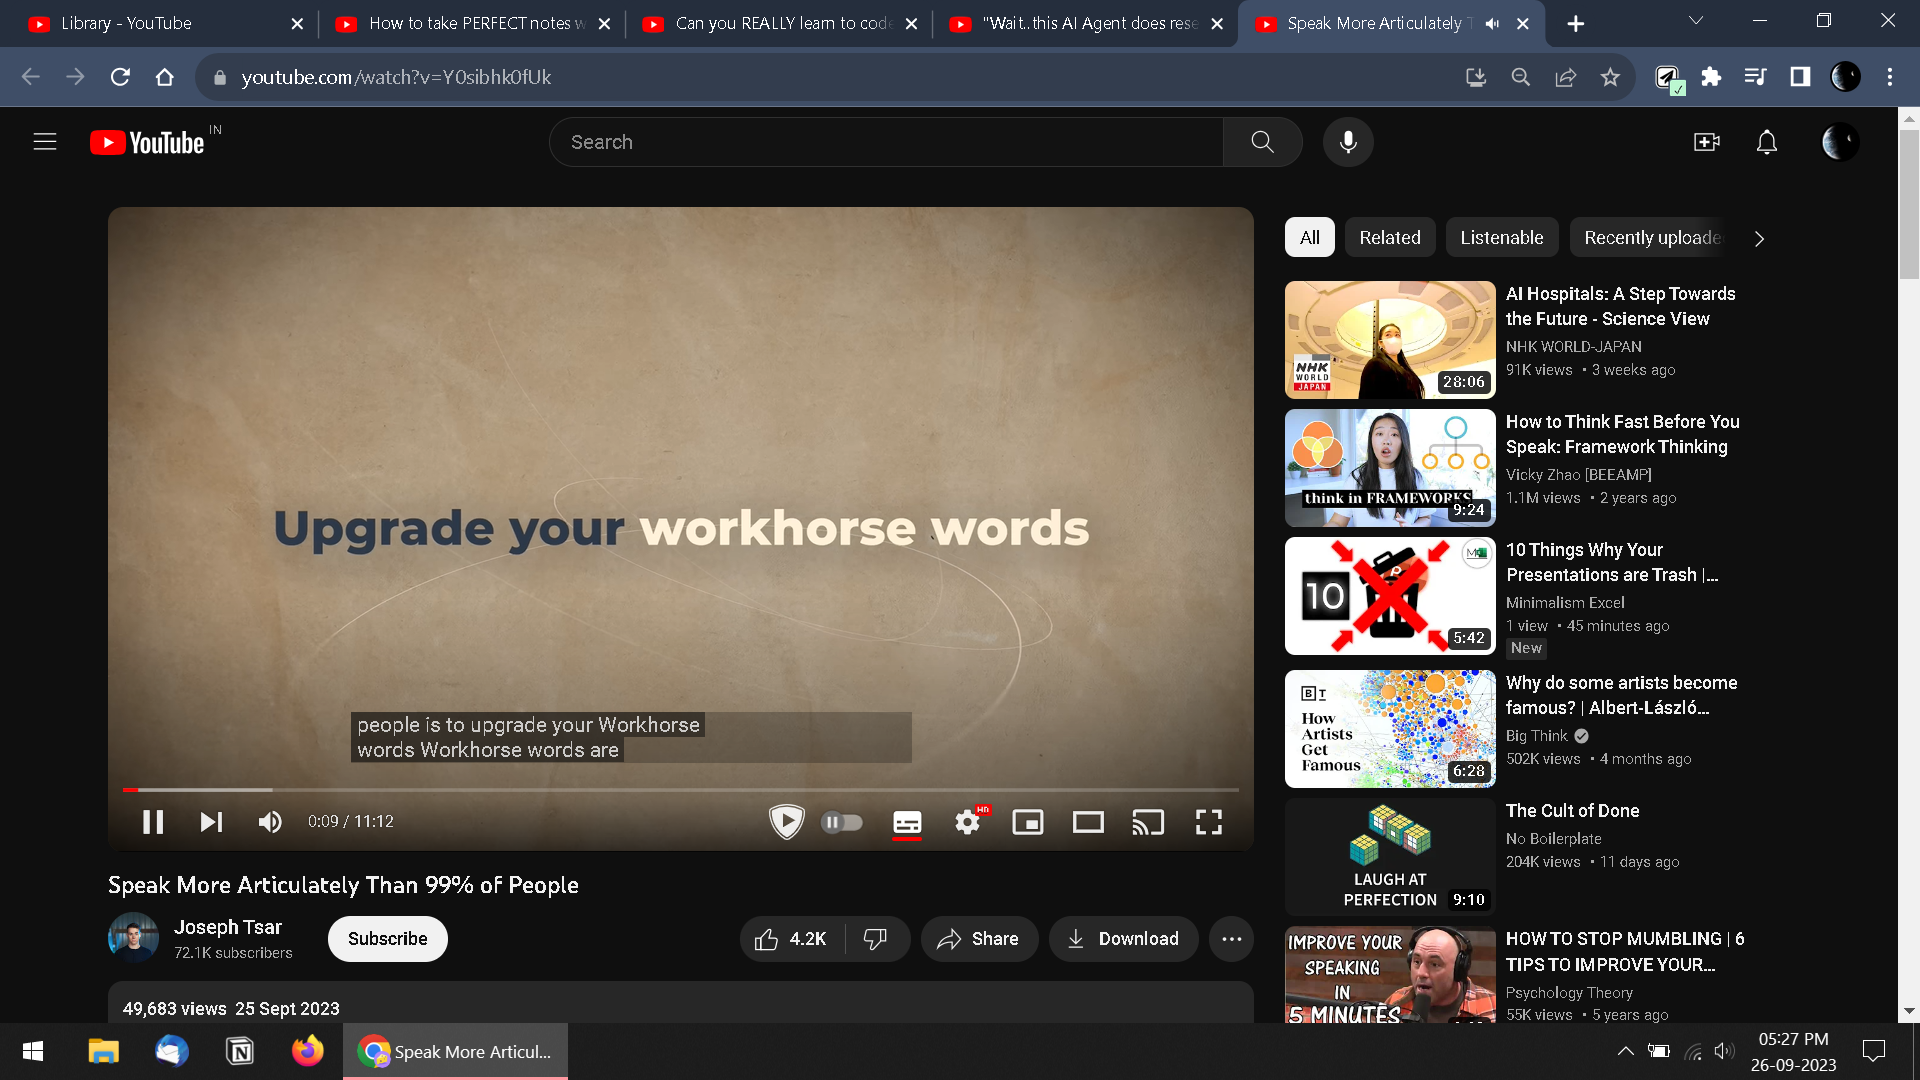 Library - YouTube
How to take PERFECT notes w
Can you REALLY learn to code
"Wait..this AI Agent does rese
Speak More Articulately T
youtube.com/watch?v=Y0sibhk0fUk
YouTube IN
Search
Upgrade your workhorse words
people is to upgrade your Workhorse
words Workhorse words are
0:09 / 11:12
HD
Speak More Articulately Than 99% of People
Joseph Tsar
72.1K subscribers
Subscribe
4.2K
Share
Download
49,683 views 25 Sept 2023
All
Related
Listenable
Recently uploade
NHK
WORLD
JAPAN
28:06
AI Hospitals: A Step Towards
the Future - Science View
NHK WORLD-JAPAN
91K views • 3 weeks ago
think in FRAMEWORKS
9:24
How to Think Fast Before You
Speak: Framework Thinking
Vicky Zhao [BEEAMP]
1.1M views • 2 years ago
10
5:42
10 Things Why Your
Presentations are Trash |...
Minimalism Excel
1 view • 45 minutes ago
New
B T
How
Artists
Get
Famous
6:28
Why do some artists become
famous? | Albert-László...
Big Think
502K views • 4 months ago
LAUGH AT
PERFECTION
9:10
The Cult of Done
No Boilerplate
204K views • 11 days ago
IMPROVE YOUR
SPEAKING
IN
5 MINUTES
HOW TO STOP MUMBLING | 6
TIPS TO IMPROVE YOUR...
Psychology Theory
55K views • 5 years ago
Speak More Articul...
05:27 PM
26-09-2023